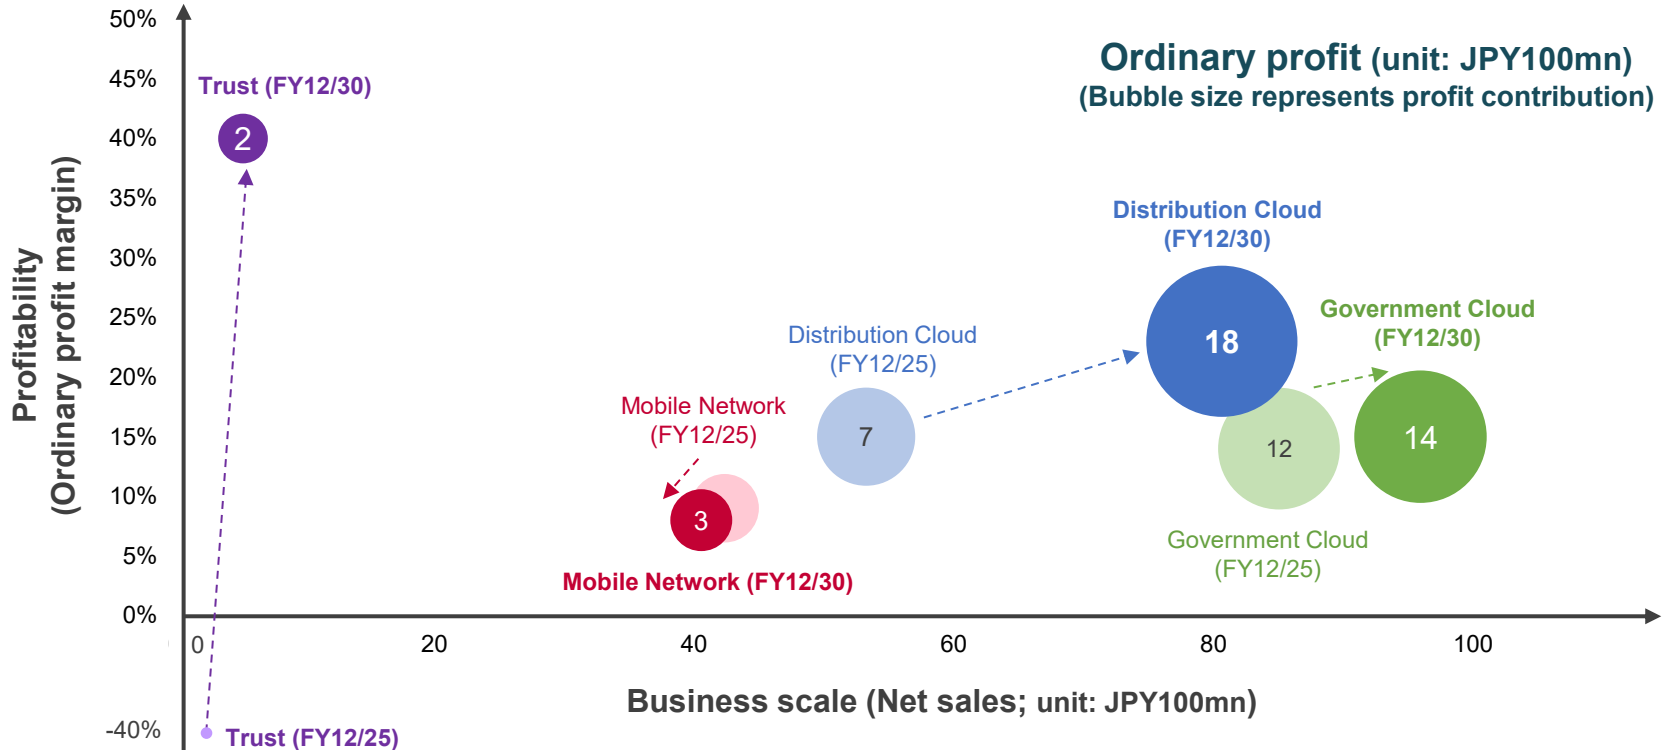 Ordinary profit (unit: JPY100mn)
(Bubble size represents profit contribution)
Profitability
(Ordinary profit margin)
50%
45%
40%
35%
30%
25%
20%
15%
10%
5%
0%
-40%
Trust (FY12/30)
2
Distribution Cloud
(FY12/30)
18
Government Cloud
(FY12/30)
14
Distribution Cloud
(FY12/25)
7
Mobile Network
(FY12/25)
3
Mobile Network (FY12/30)
12
Government Cloud
(FY12/25)
0
20
40
60
80
100
Business scale (Net sales; unit: JPY100mn)
Trust (FY12/25)